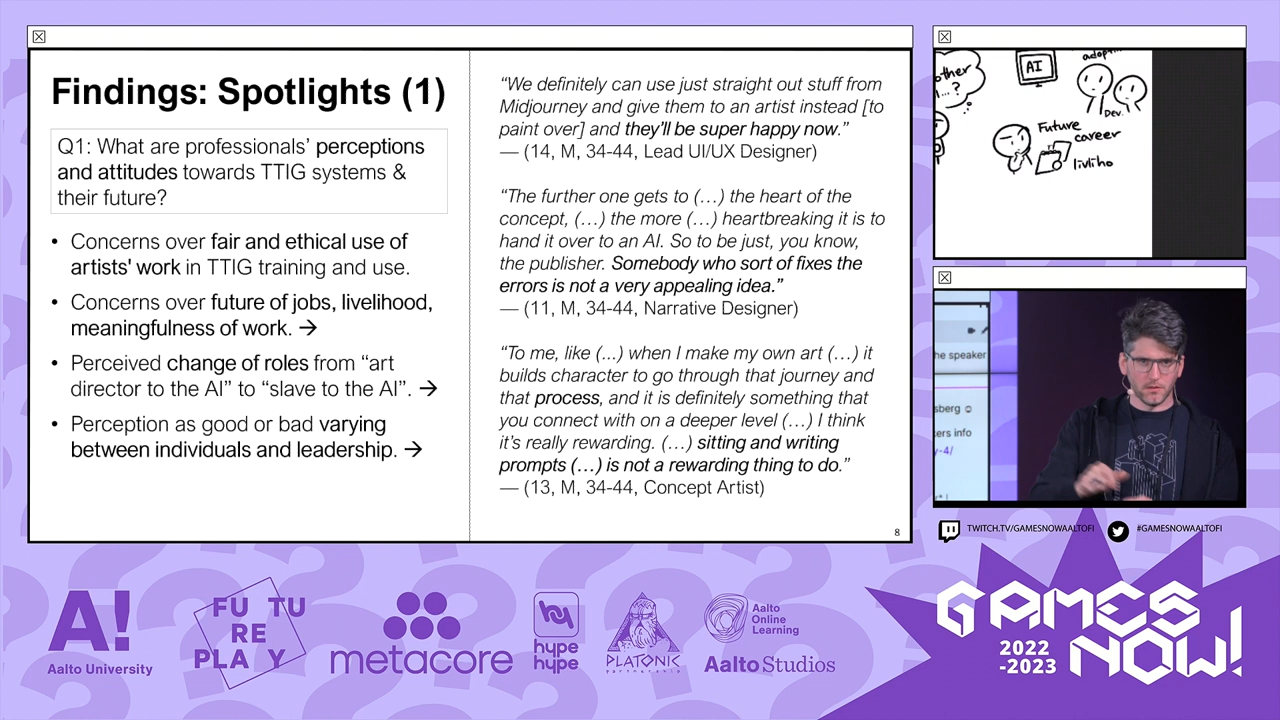 Findings: Spotlights (1)
Q1: What are professionals' perceptions
and attitudes towards TTIG systems &
their future?
• Concerns over fair and ethical use of
artists' work in TTIG training and use.
• Concerns over future of jobs, livelihood,
meaningfulness of work. →
• Perceived change of roles from “art
director to the AI” to “slave to the AI”. →
• Perception as good or bad varying
between individuals and leadership. →
“We definitely can use just straight out stuff from
Midjourney and give them to an artist instead [to
paint over] and they’ll be super happy now.”
— (14, M, 34-44, Lead UI/UX Designer)
“The further one gets to (…) the heart of the
concept, (…) the more (…) heartbreaking it is to
hand it over to an AI. So to be just, you know,
the publisher. Somebody who sort of fixes the
errors is not a very appealing idea.”
— (11, M, 34-44, Narrative Designer)
“To me, like (...) when I make my own art (…) it
builds character to go through that journey and
that process, and it is definitely something that
you connect with on a deeper level (…) I think
it’s really rewarding. (…) sitting and writing
prompts (…) is not a rewarding thing to do.”
— (13, M, 34-44, Concept Artist)
8
other
...?
AI
adopti
Dev.
Future
career
livliho
he speaker
sberg ☺
ers info
y-4/
TWITCH.TV/GAMESNOWAALTOFI
#GAMESNOWAALTOFI
A!
Aalto University
FU TU
RE
PLA Y
metacore
hype
hype
PLATONIC
partnership
Aalto
Online
Learning
Aalto Studios
GAMES
NOW!
2022
-2023